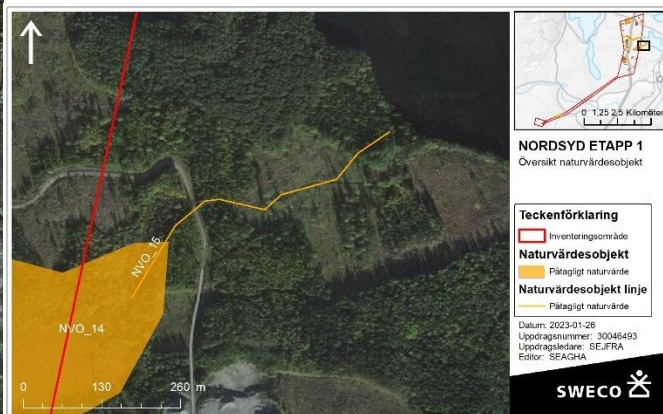 NVO_15
NVO_14
0 130 260 m
0 1,25 2,5 Kilometer
NORDSYD ETAPP 1
Översikt naturvärdesobjekt
Teckenförklaring
Inventeringsområde
Naturvärdesobjekt
Påtagligt naturvärde
Naturvärdesobjekt linje
Påtagligt naturvärde
Datum: 2023-01-26
Uppdragsnummer: 30046493
Uppdragsledare: SEJFRA
Editor: SEAGHA
SWECO